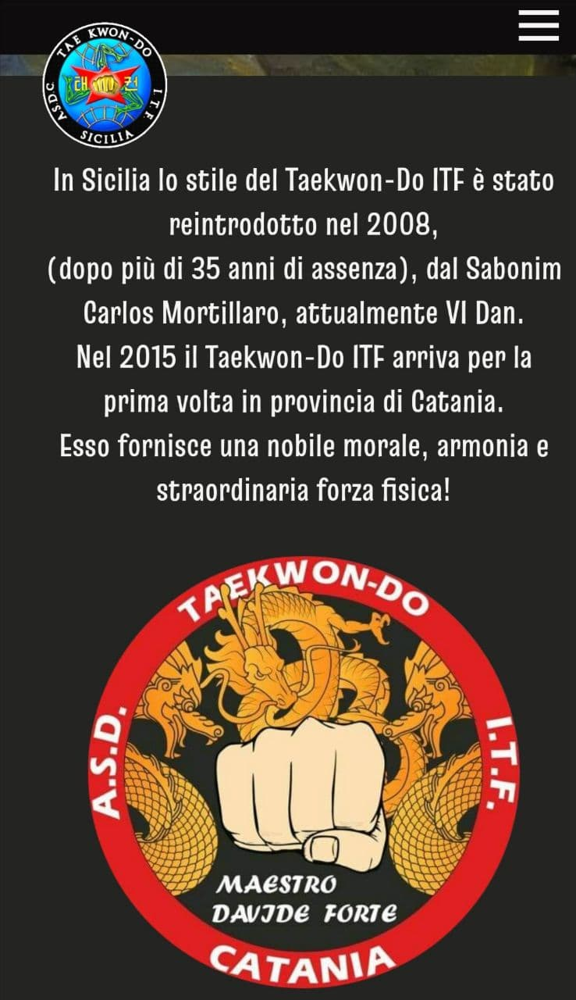 TAE KWON-DO
ASDC
I.T.F.
태 권
SICILIA
In Sicilia lo stile del Taekwon-Do ITF è stato
reintrodotto nel 2008,
(dopo più di 35 anni di assenza), dal Sabonim
Carlos Mortillaro, attualmente VI Dan.
Nel 2015 il Taekwon-Do ITF arriva per la
prima volta in provincia di Catania.
Esso fornisce una nobile morale, armonia e
straordinaria forza fisica!
TAEKWON-DO
A.S.D.
I.T.F.
MAESTRO
DAVIDE FORTE
CATANIA